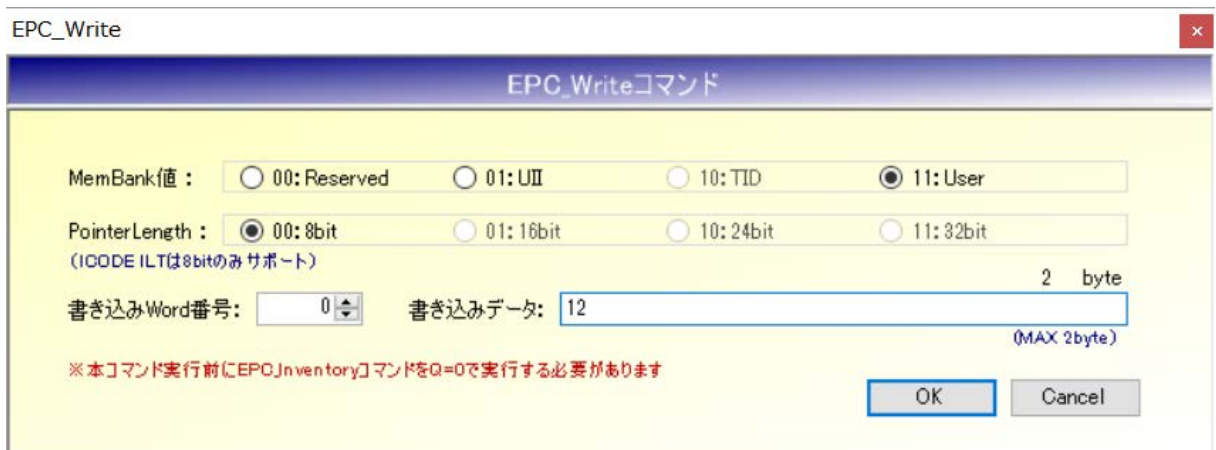 EPC_Write
EPC_Writeコマンド
MemBank値： 00:Reserved 01:UII 10:TID 11:User
PointerLength： 00:8bit 01:16bit 10:24bit 11:32bit
(ICODE ILTは8bitのみサポート)
2 byte
書き込みWord番号: 0 書き込みデータ: 12
(MAX 2byte)
※本コマンド実行前にEPC_InventoryコマンドをQ=0で実行する必要があります
OK Cancel